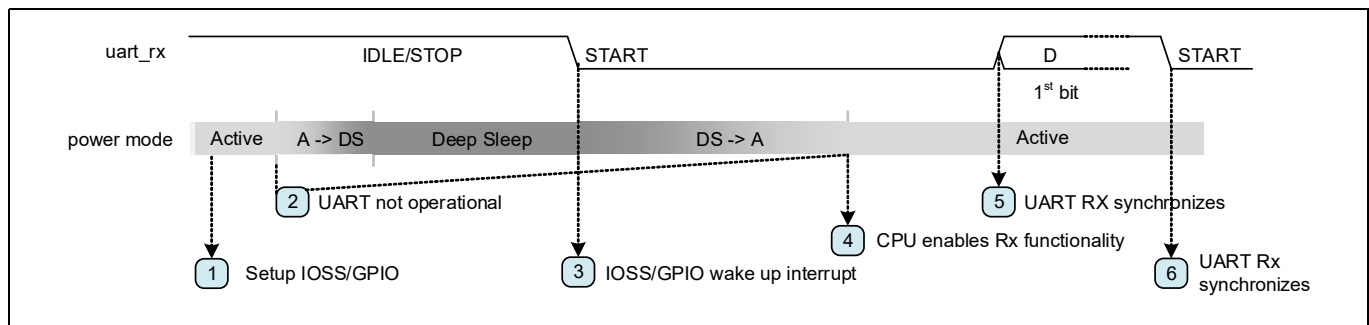 uart_rx
IDLE/STOP
START
D
START
1st bit
power mode
Active
A -> DS
Deep Sleep
DS -> A
Active
2 UART not operational
5 UART RX synchronizes
4 CPU enables Rx functionality
1 Setup IOSS/GPIO
3 IOSS/GPIO wake up interrupt
6 UART Rx
synchronizes